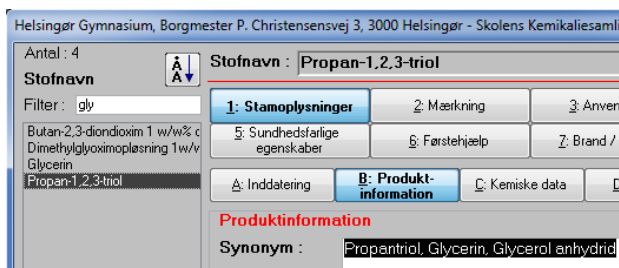 Helsingør Gymnasium, Borgmester P. Christensensvej 3, 3000 Helsingør - Skolens Kemikaliesamli
Antal : 4
Stofnavn
Filter : gly
Butan-2,3-diondioxim 1 w/w% c
Dimethylglyoximopløsning 1w/v
Glycerin
Propan-1,2,3-triol
Å
A
Stofnavn : Propan-1,2,3-triol
1: Stamoplysninger
2: Mærkning
3: Anven
5: Sundhedsfarlige
egenskaber
6: Førstehjælp
7: Brand /
A: Inddatering
B: Produkt-
information
C: Kemiske data
D
Produktinformation
Synonym : Propantriol, Glycerin, Glycerol anhydrid